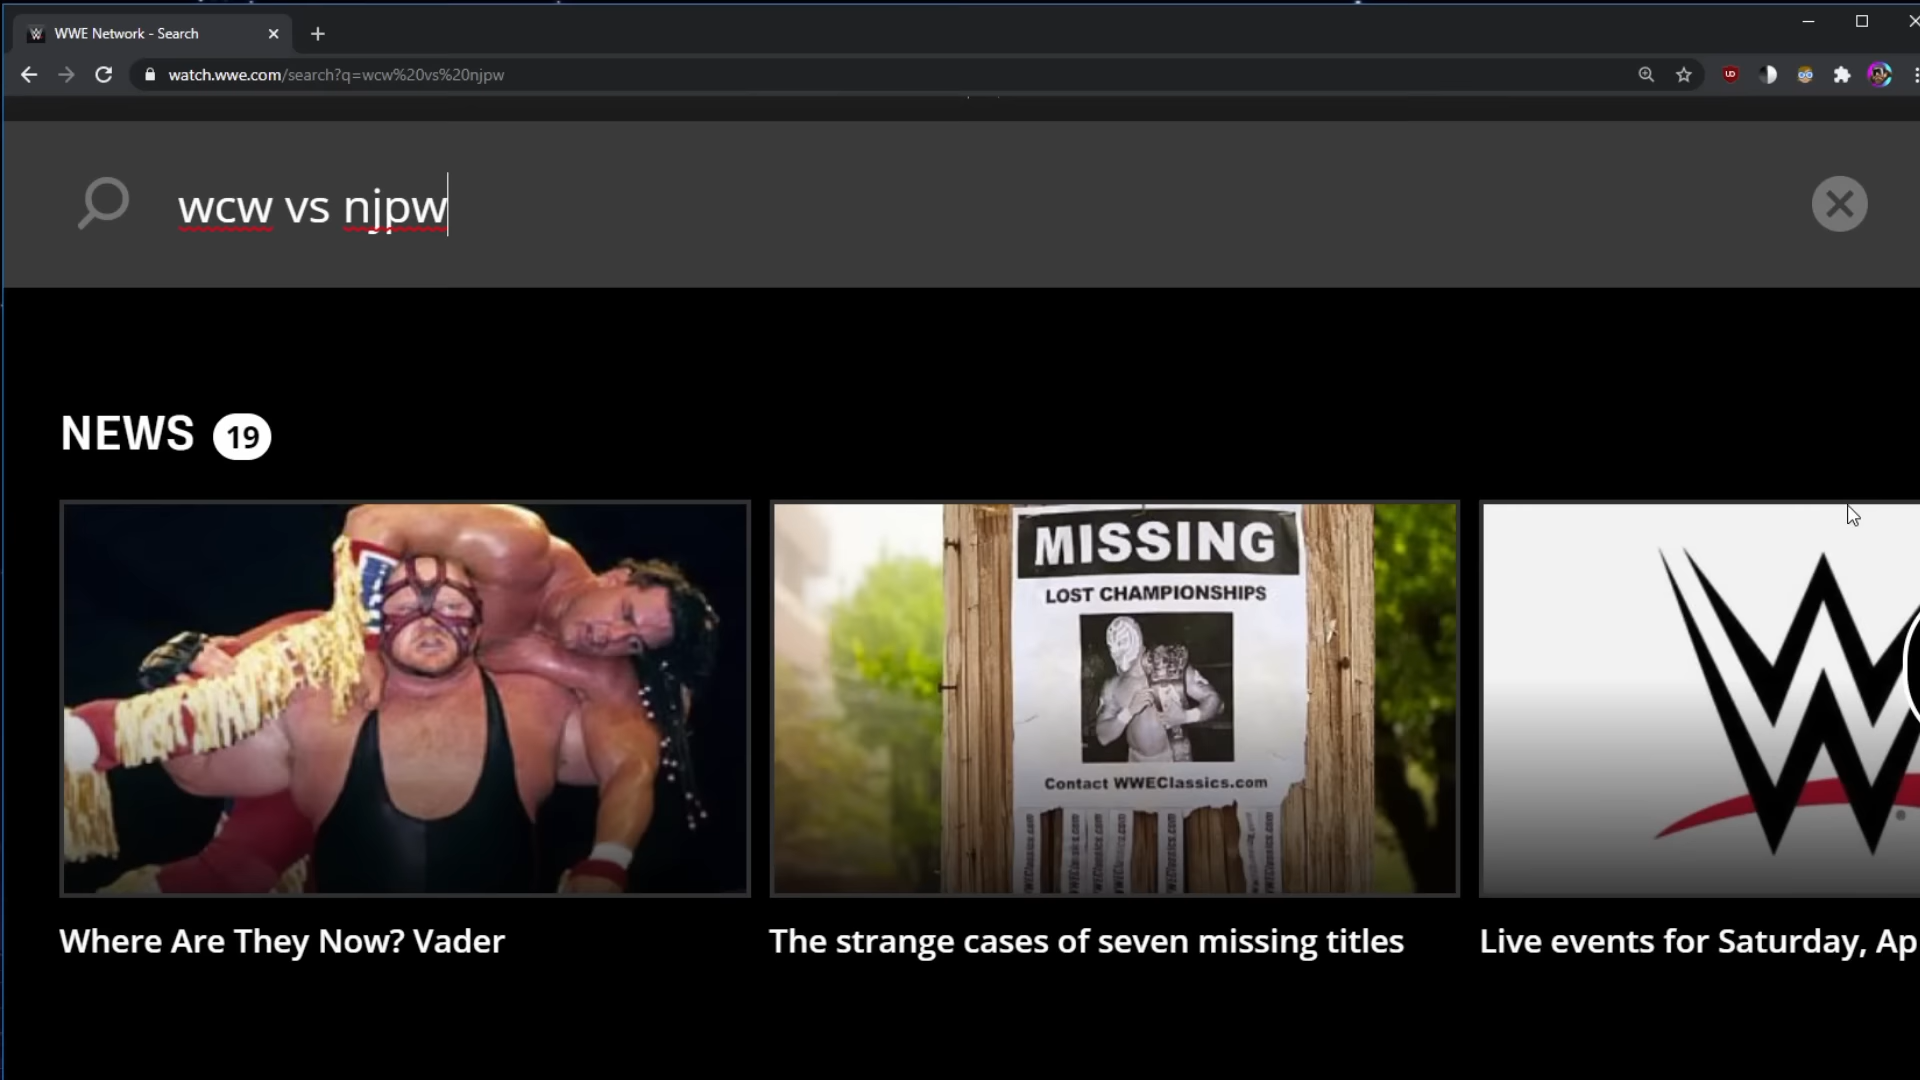 WWE Network - Search
watch.wwe.com/search?q=wcw%20vs%20njpw
wcw vs njpw
NEWS 19
MISSING
LOST CHAMPIONSHIPS
Contact WWEClassics.com
Where Are They Now? Vader
The strange cases of seven missing titles
Live events for Saturday, Ap